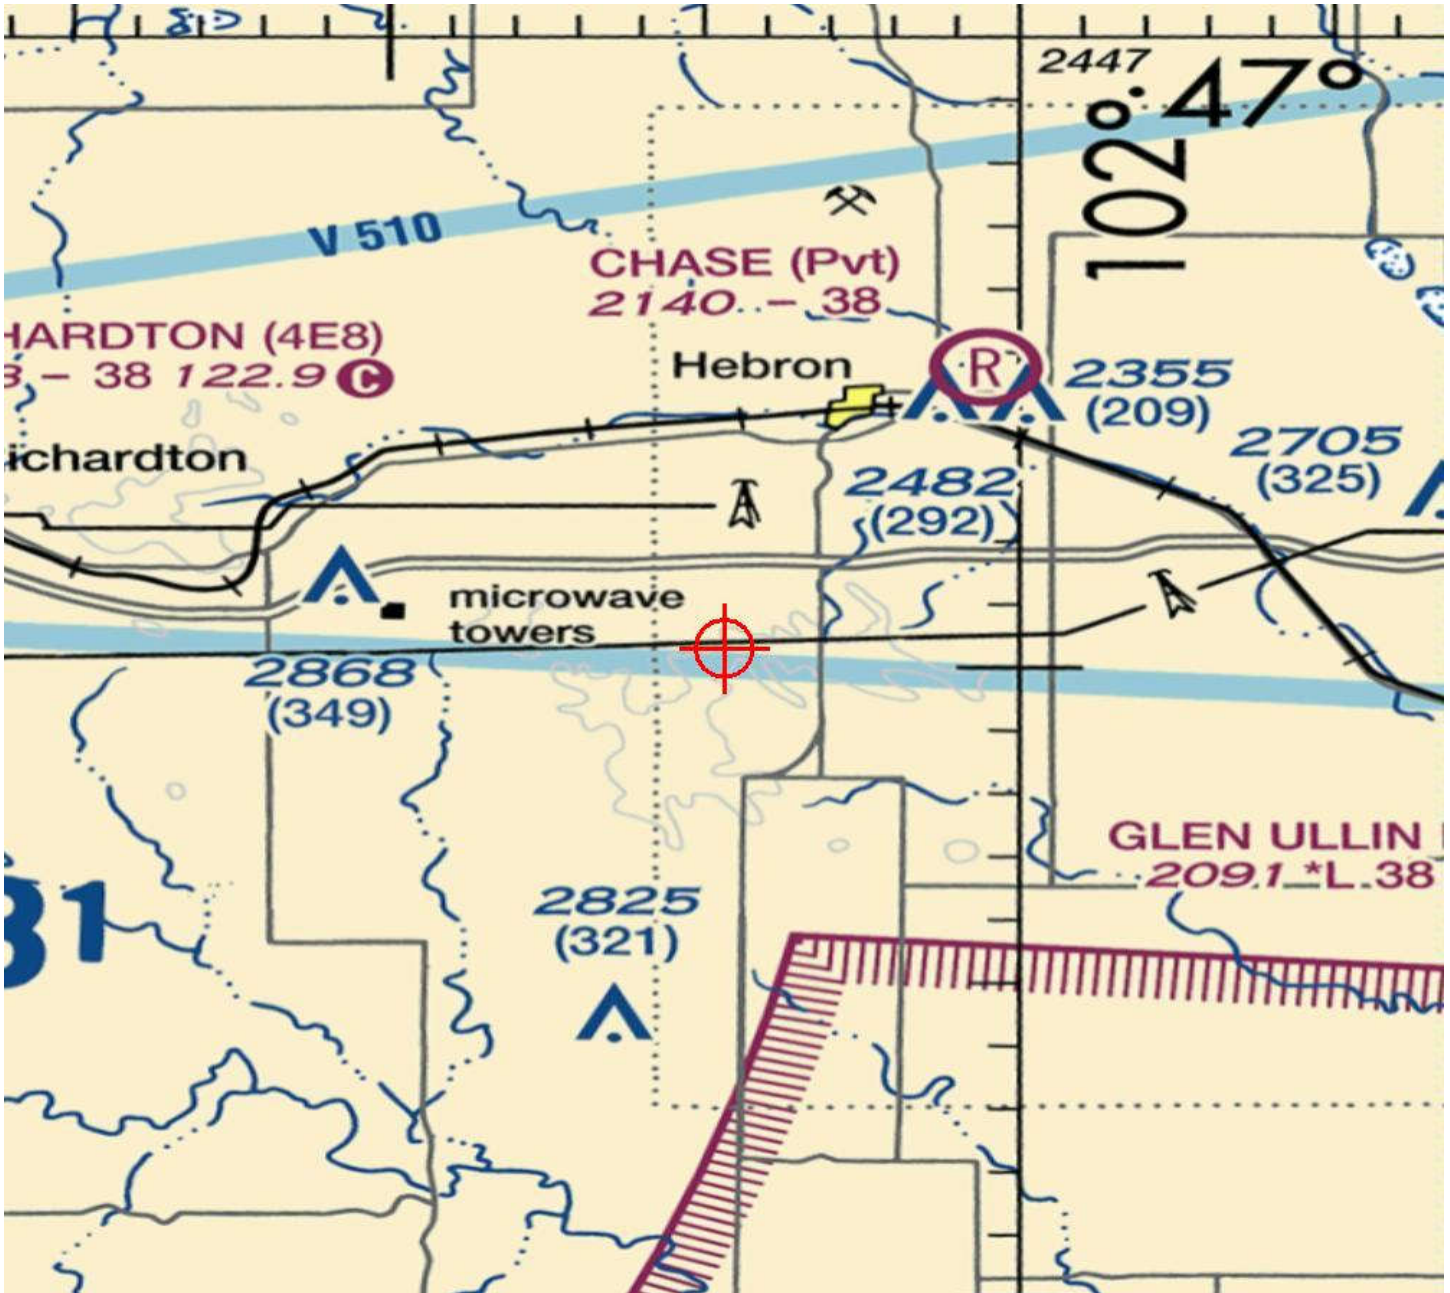 2447
47°
102°
V 510
CHASE (Pvt)
2140 - 38
HARDTON (4E8)
3 - 38 122.9 C
Hebron
R
2355
(209)
ichardton
2705
(325)
2482
(292)
microwave
towers
2868
(349)
GLEN ULLIN
2091 *L 38
31
2825
(321)